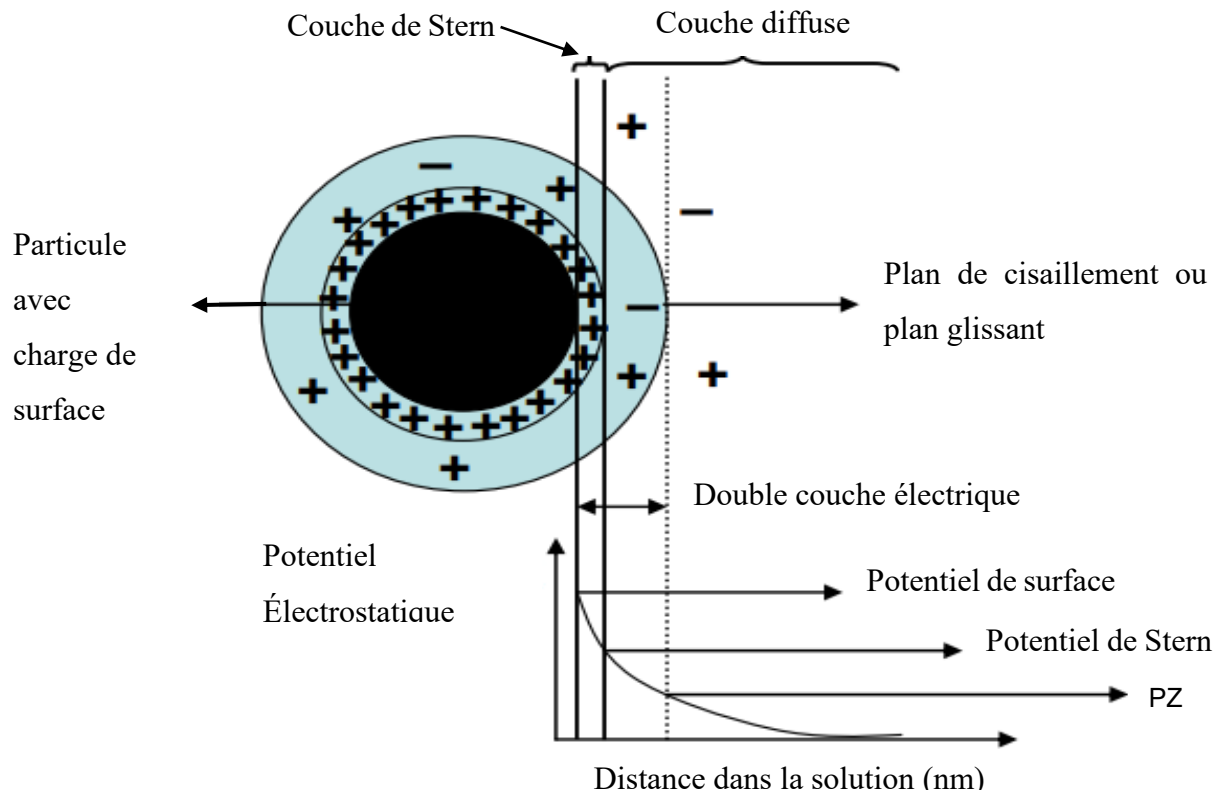 Couche de Stern
Couche diffuse
Particule
avec
charge de
surface
Plan de cisaillement ou
plan glissant
Double couche électrique
Potentiel
Électrostatique
Potentiel de surface
Potentiel de Stern
PZ
Distance dans la solution (nm)